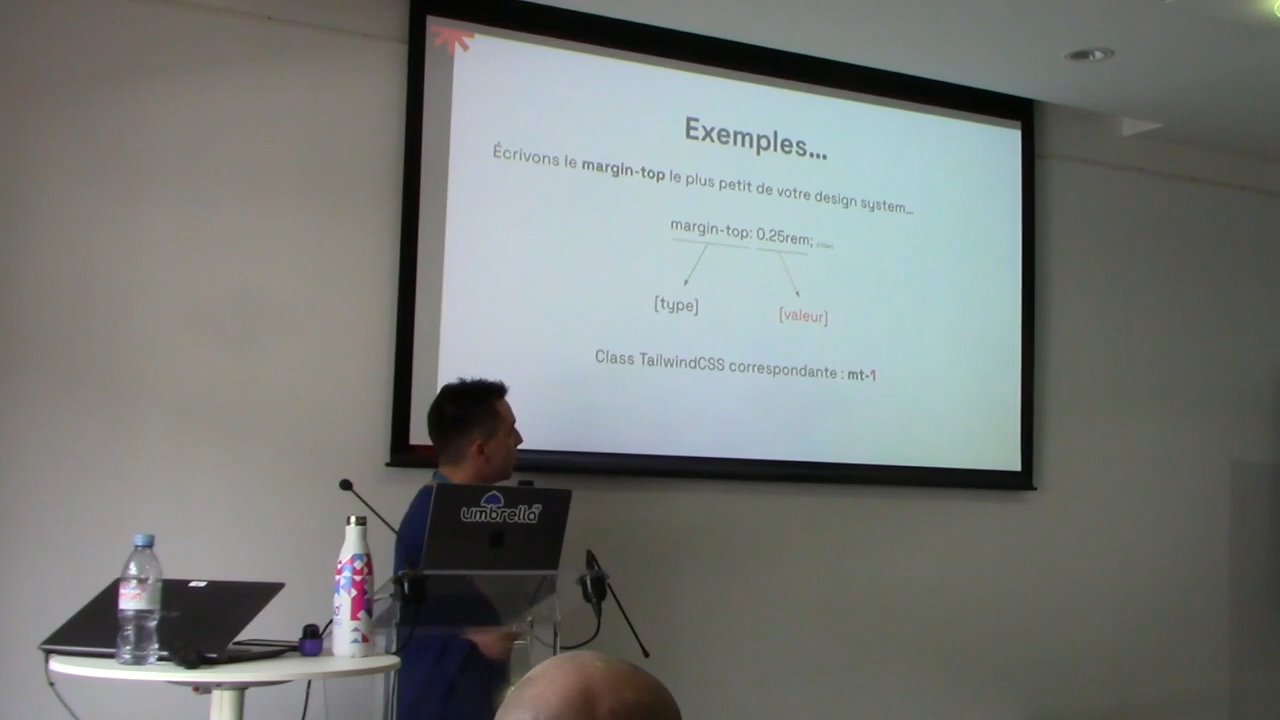 Exemples...
Écrivons le margin-top le plus petit de votre design system...
margin-top: 0.25rem;
[type]
[valeur]
Class TailwindCSS correspondante : mt-1
umbrella